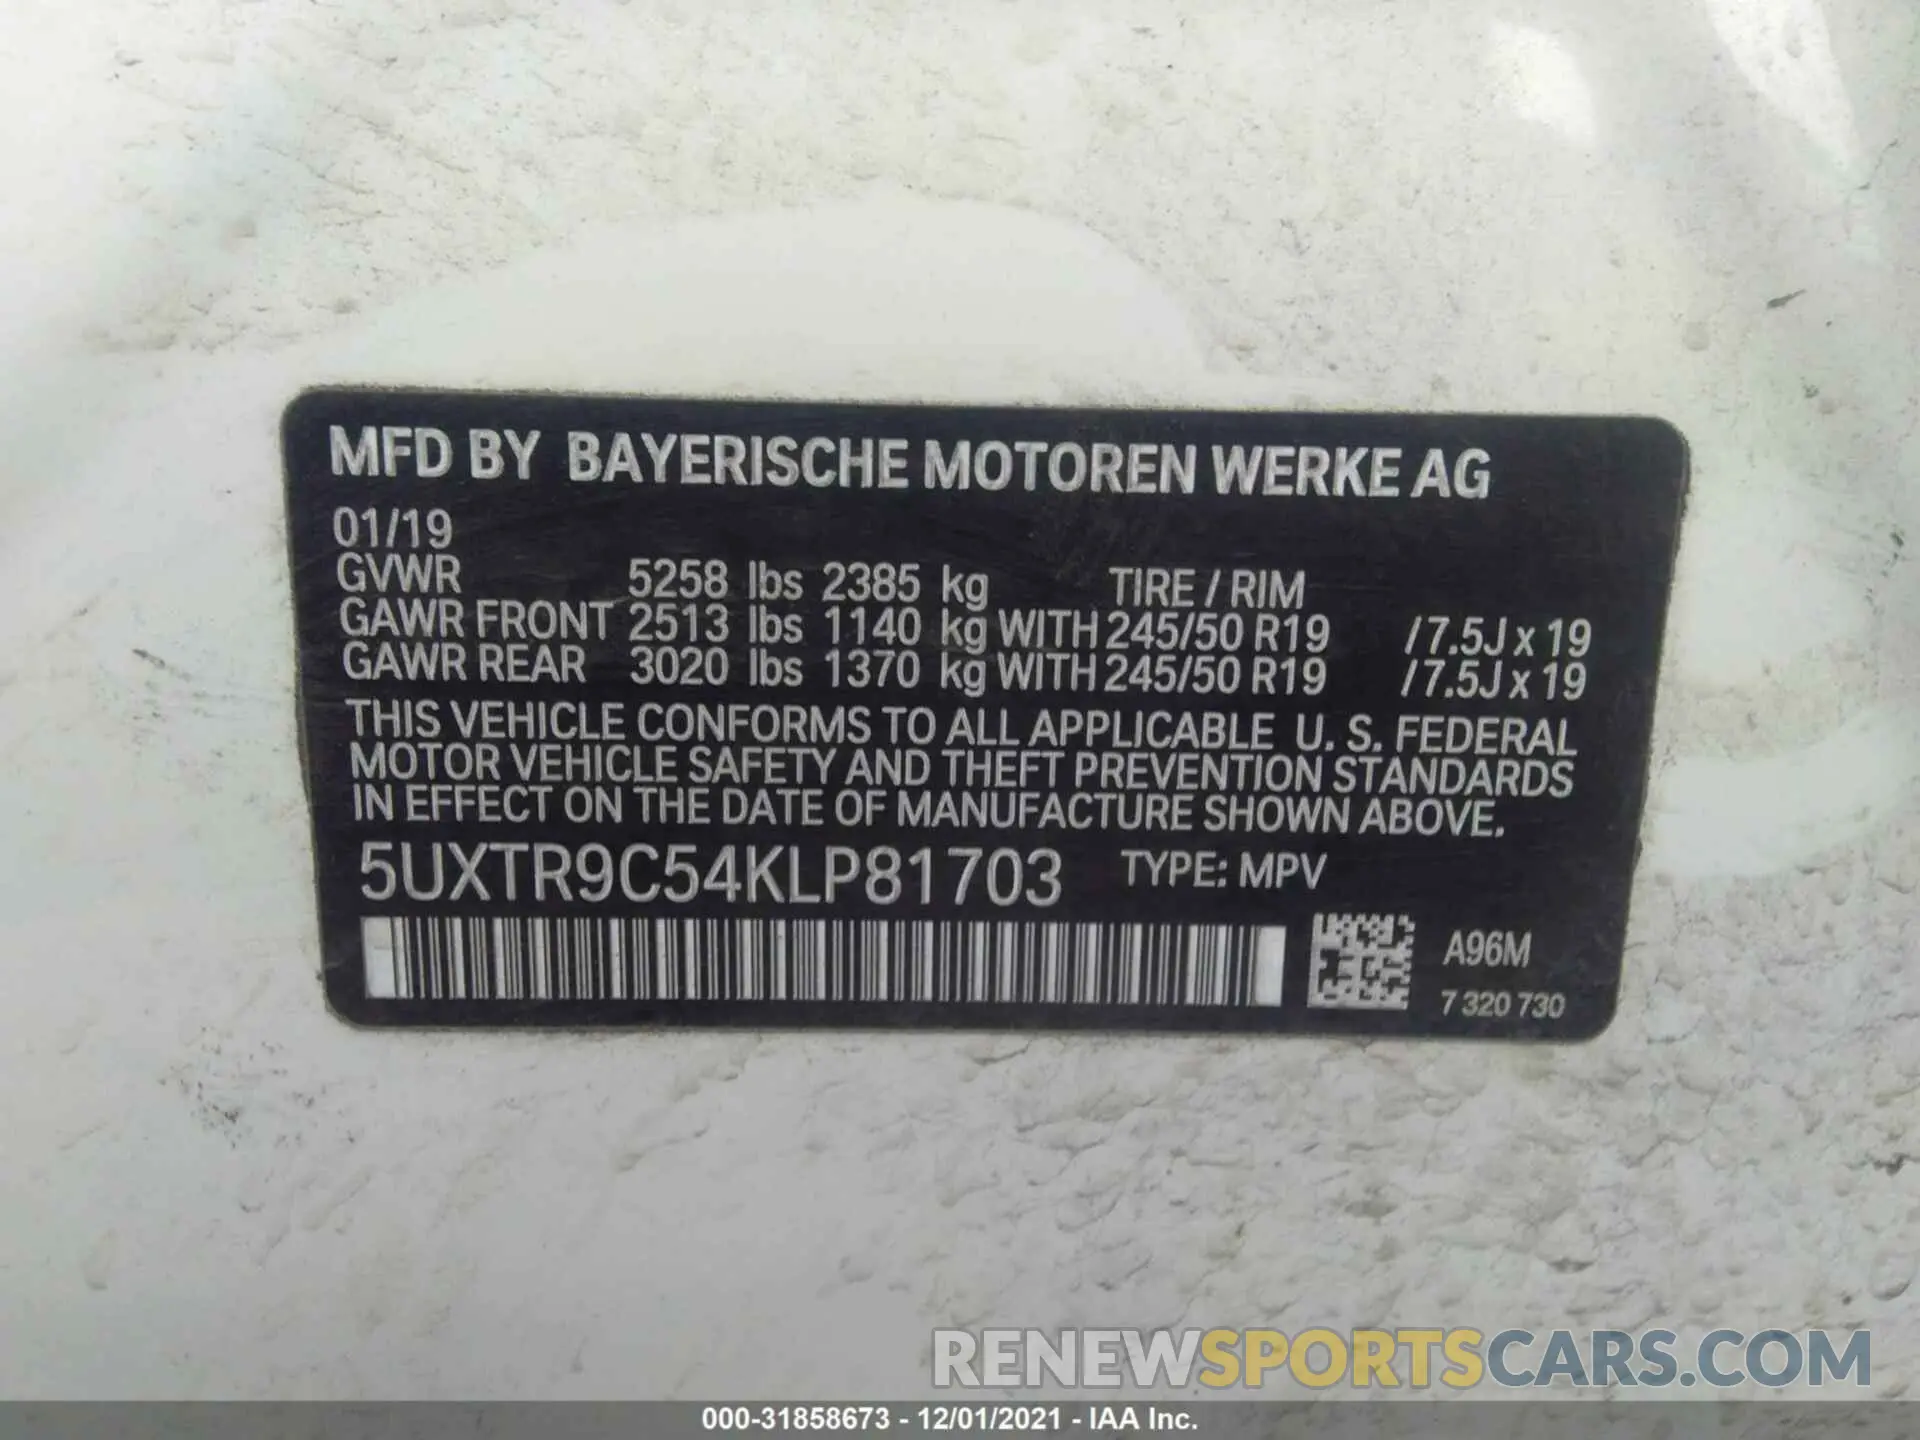 MFD BY BAYERISCHE MOTOREN WERKE AG
01/19
GVWR 5258 lbs 2385 kg TIRE / RIM
GAWR FRONT 2513 lbs 1140 kg WITH 245/50 R19 /7.5J x 19
GAWR REAR 3020 lbs 1370 kg WITH 245/50 R19 /7.5J x 19
THIS VEHICLE CONFORMS TO ALL APPLICABLE U. S. FEDERAL
MOTOR VEHICLE SAFETY AND THEFT PREVENTION STANDARDS
IN EFFECT ON THE DATE OF MANUFACTURE SHOWN ABOVE.
5UXTR9C54KLP81703 TYPE: MPV
A96M
7 320 730
RENEWSPORTSCARS.COM
000-31858673 - 12/01/2021 - IAA Inc.